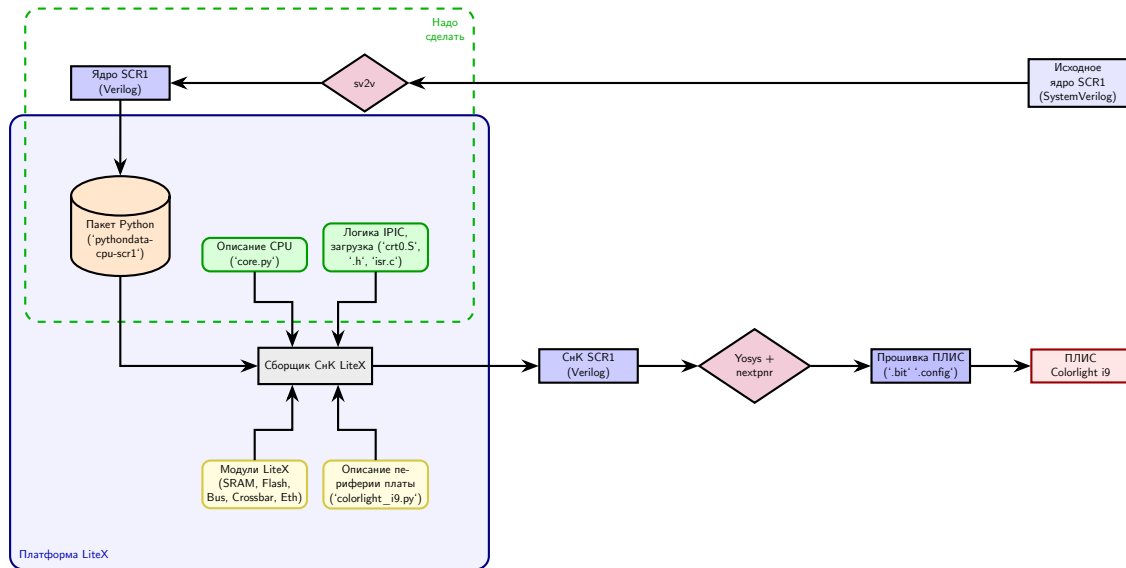 Надо
сделать
Ядро SCR1
(Verilog)
sv2v
Исходное
ядро SCR1
(SystemVerilog)
Пакет Python
(‘pythondata-
cpu-scr1‘)
Описание CPU
(‘core.py‘)
Логика IPIC,
загрузка (‘crt0.S‘,
‘.h‘, ‘isr.c‘)
Сборщик СнК LiteX
СнК SCR1
(Verilog)
Yosys +
nextpnr
Прошивка ПЛИС
(‘.bit‘ ‘.config‘)
ПЛИС
Colorlight i9
Модули LiteX
(SRAM, Flash,
Bus, Crossbar, Eth)
Описание пе-
риферии платы
(‘colorlight_i9.py‘)
Платформа LiteX